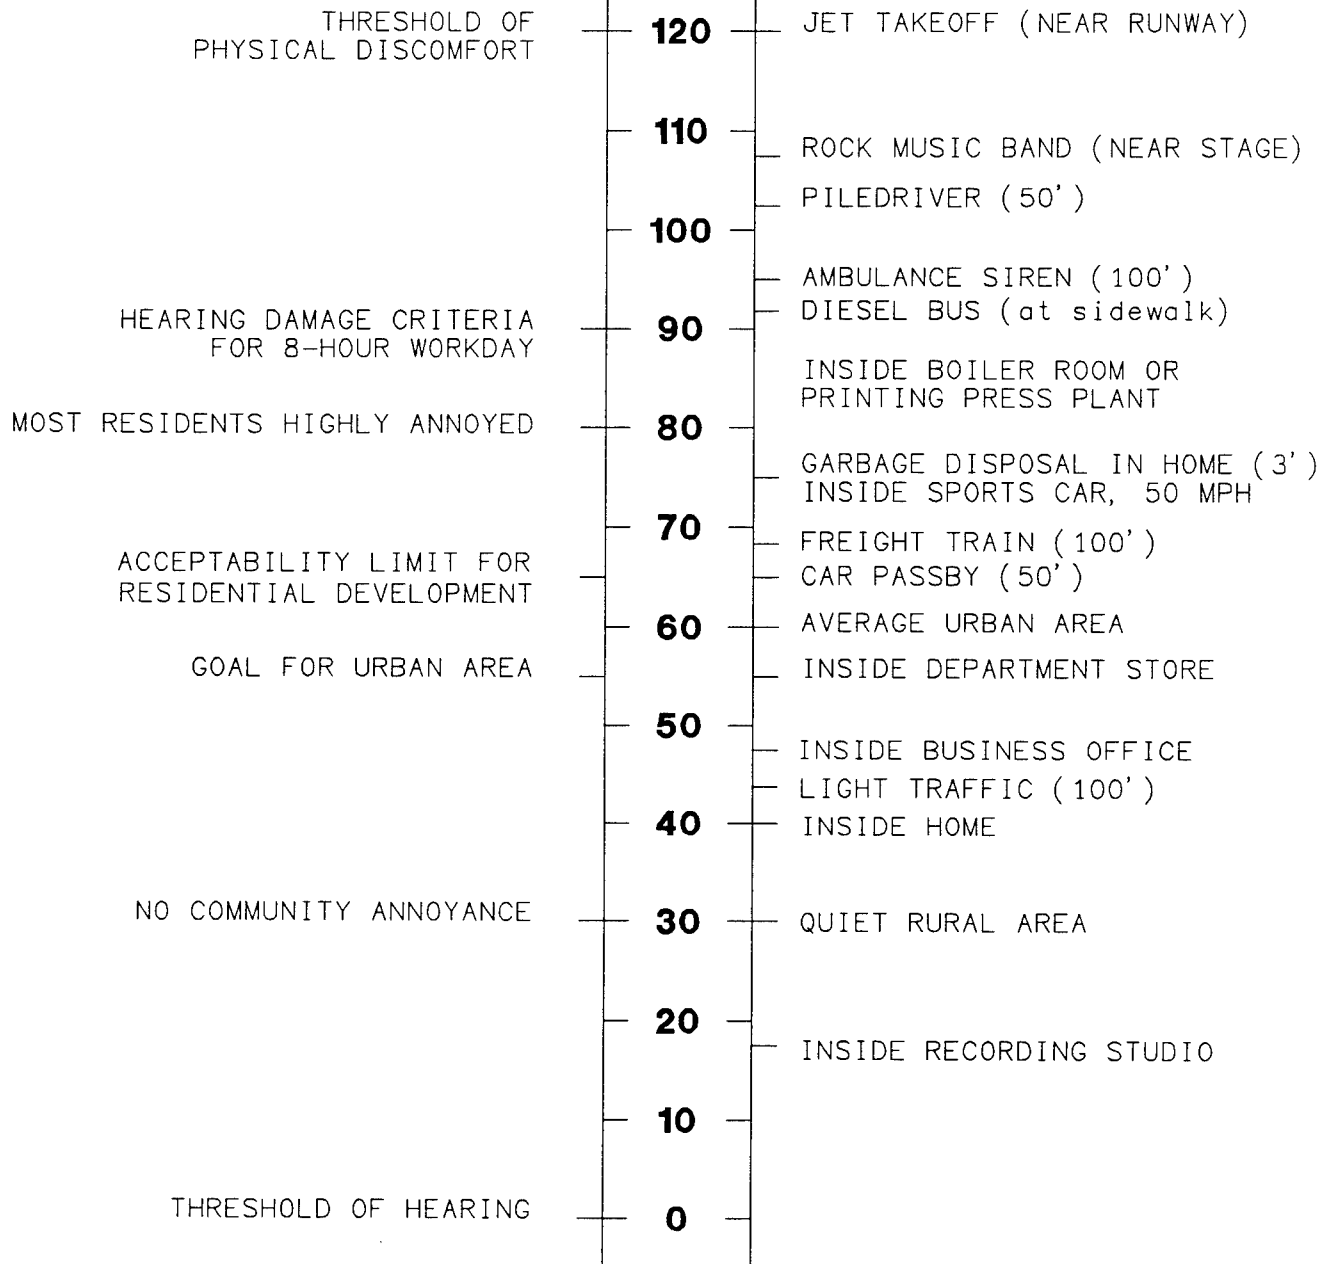 THRESHOLD OF
PHYSICAL DISCOMFORT
120
JET TAKEOFF (NEAR RUNWAY)
110
ROCK MUSIC BAND (NEAR STAGE)
PILEDRIVER (50')
100
AMBULANCE SIREN (100')
DIESEL BUS (at sidewalk)
HEARING DAMAGE CRITERIA
FOR 8-HOUR WORKDAY
90
INSIDE BOILER ROOM OR
PRINTING PRESS PLANT
MOST RESIDENTS HIGHLY ANNOYED
80
GARBAGE DISPOSAL IN HOME (3')
INSIDE SPORTS CAR, 50 MPH
70
FREIGHT TRAIN (100')
ACCEPTABILITY LIMIT FOR
RESIDENTIAL DEVELOPMENT
CAR PASSBY (50')
60
AVERAGE URBAN AREA
GOAL FOR URBAN AREA
INSIDE DEPARTMENT STORE
50
INSIDE BUSINESS OFFICE
LIGHT TRAFFIC (100')
40
INSIDE HOME
NO COMMUNITY ANNOYANCE
30
QUIET RURAL AREA
20
INSIDE RECORDING STUDIO
10
THRESHOLD OF HEARING
0